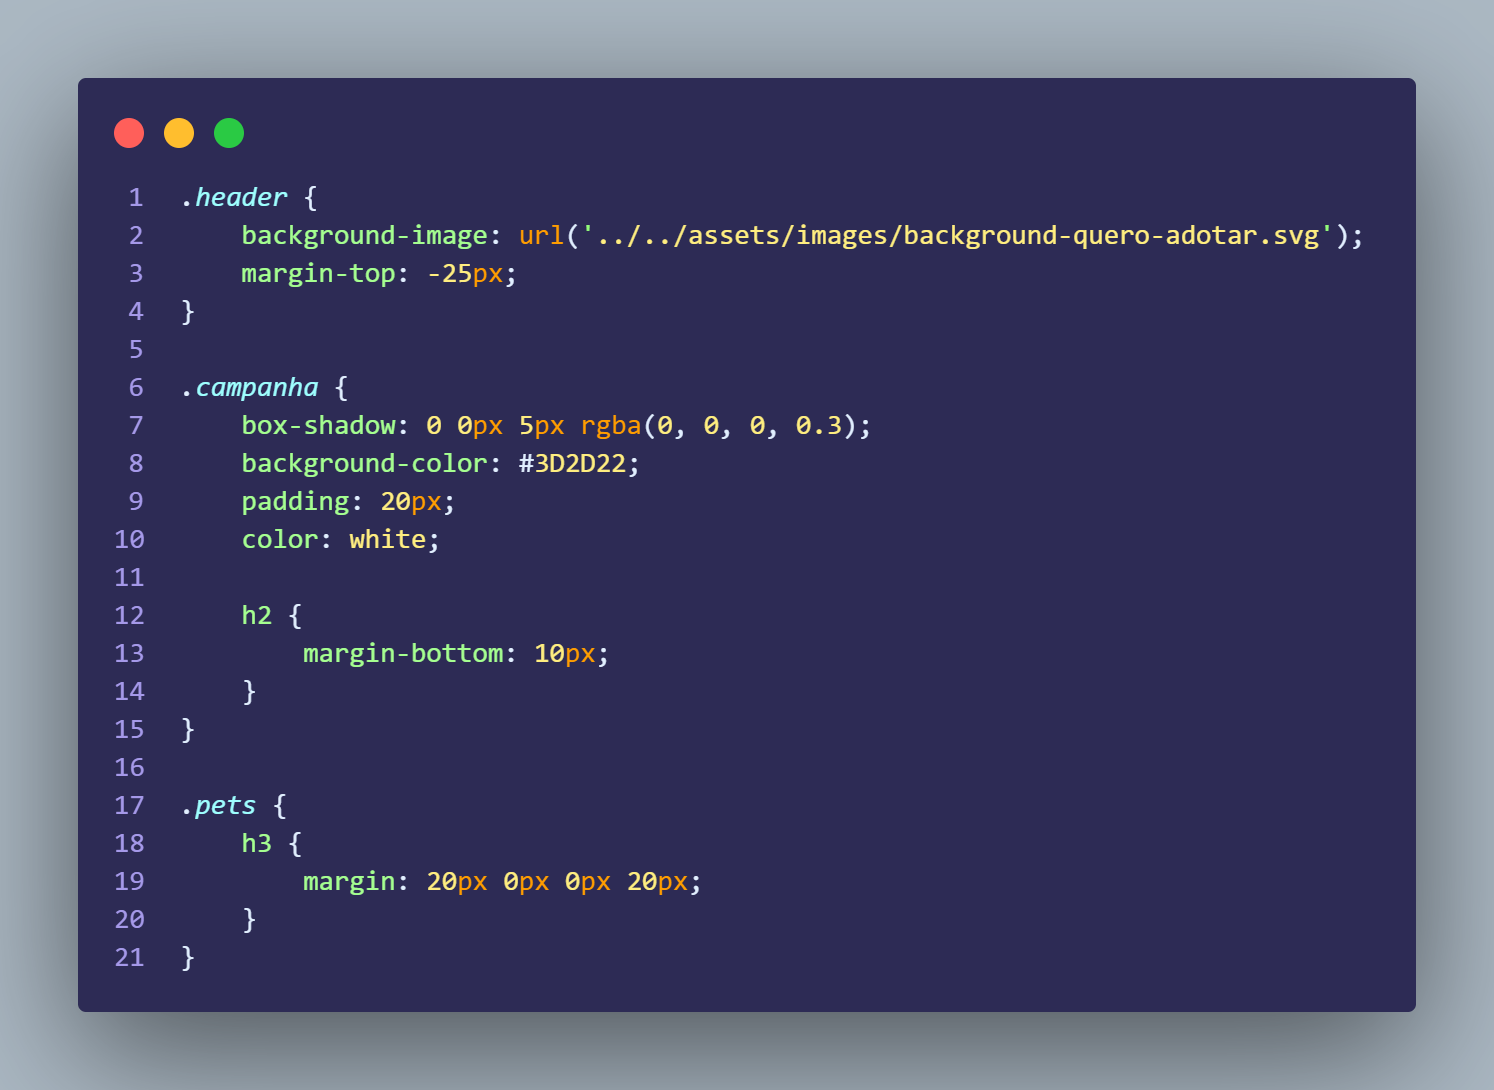 1 .header {
2     background-image: url('../../assets/images/background-quero-adotar.svg');
3     margin-top: -25px;
4 }
5
6 .campanha {
7     box-shadow: 0 0px 5px rgba(0, 0, 0, 0.3);
8     background-color: #3D2D22;
9     padding: 20px;
10     color: white;
11
12     h2 {
13         margin-bottom: 10px;
14     }
15 }
16
17 .pets {
18     h3 {
19         margin: 20px 0px 0px 20px;
20     }
21 }